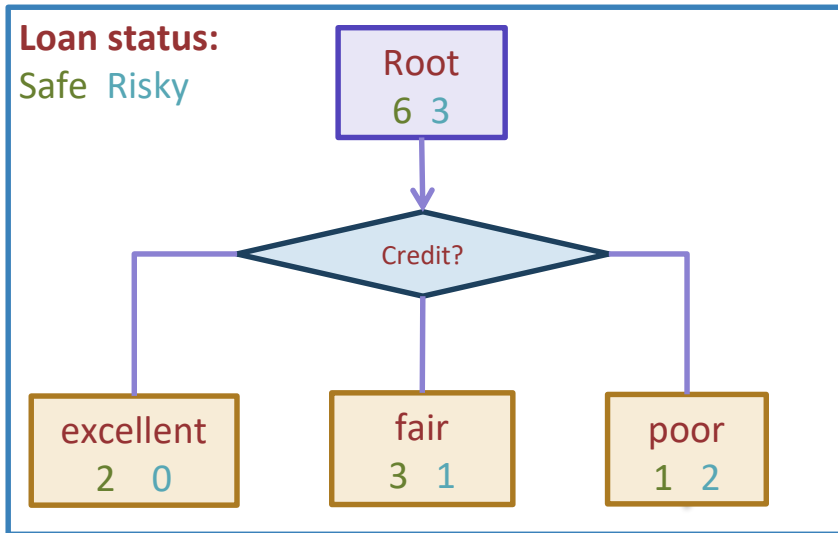 Loan status:
Safe Risky
Root
6 3
Credit?
excellent
2 0
fair
3 1
poor
1 2